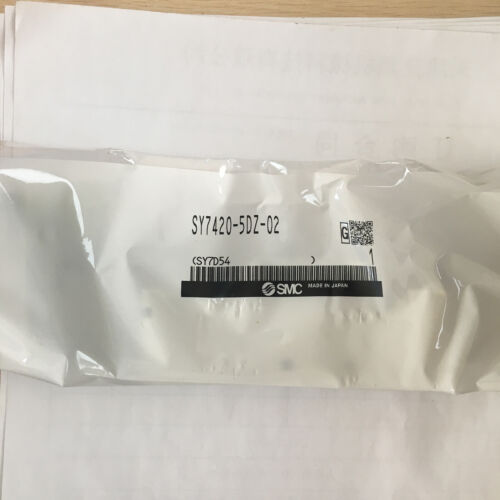 SY7420-5DZ-02
G
(SY7D54 )
1
SMC MADE IN JAPAN